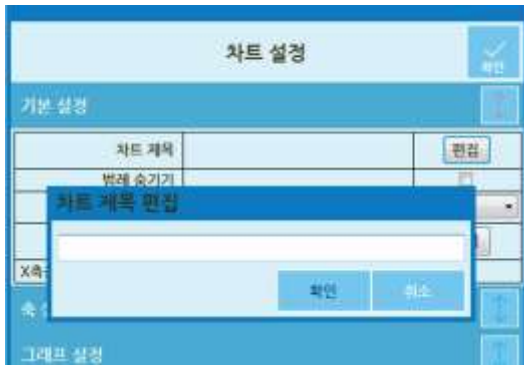 차트 설정
확인
기본 설정
차트 제목
편집
범례 숨기기
차트 제목 편집
X축
확인
취소
축
그래프 설정